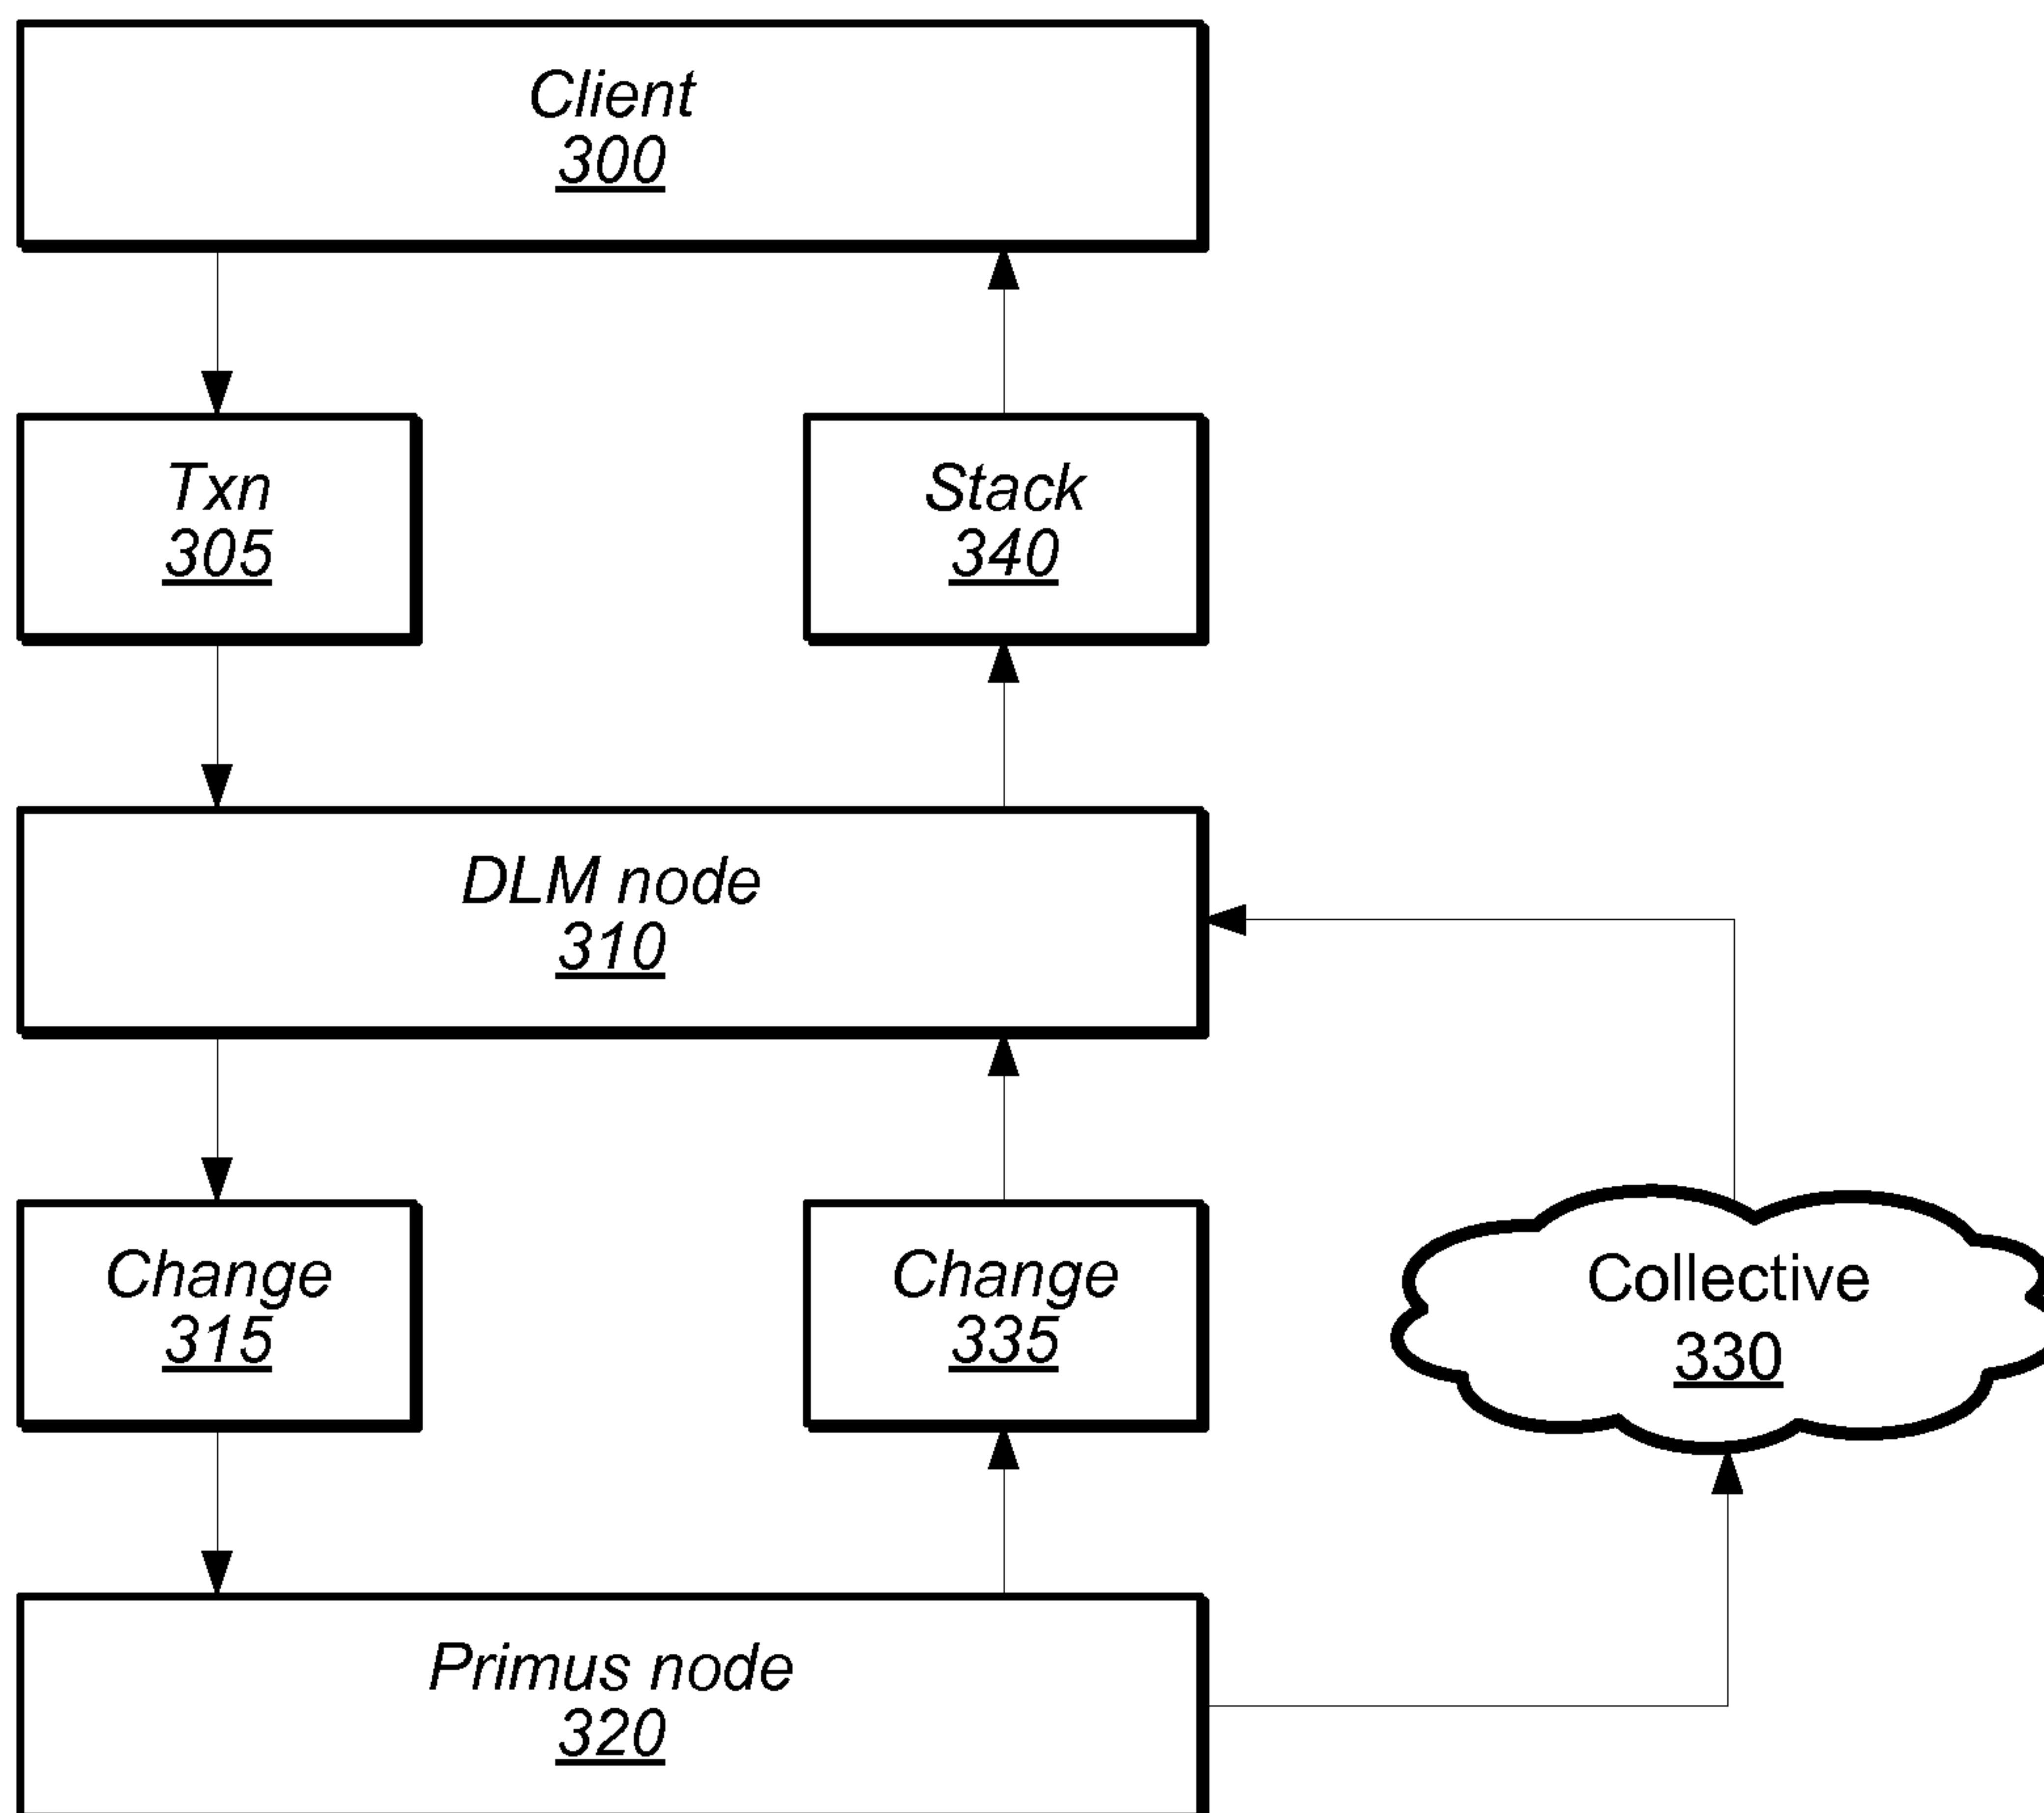 Client
300
Txn
305
Stack
340
DLM node
310
Change
315
Change
335
Collective
330
Primus node
320